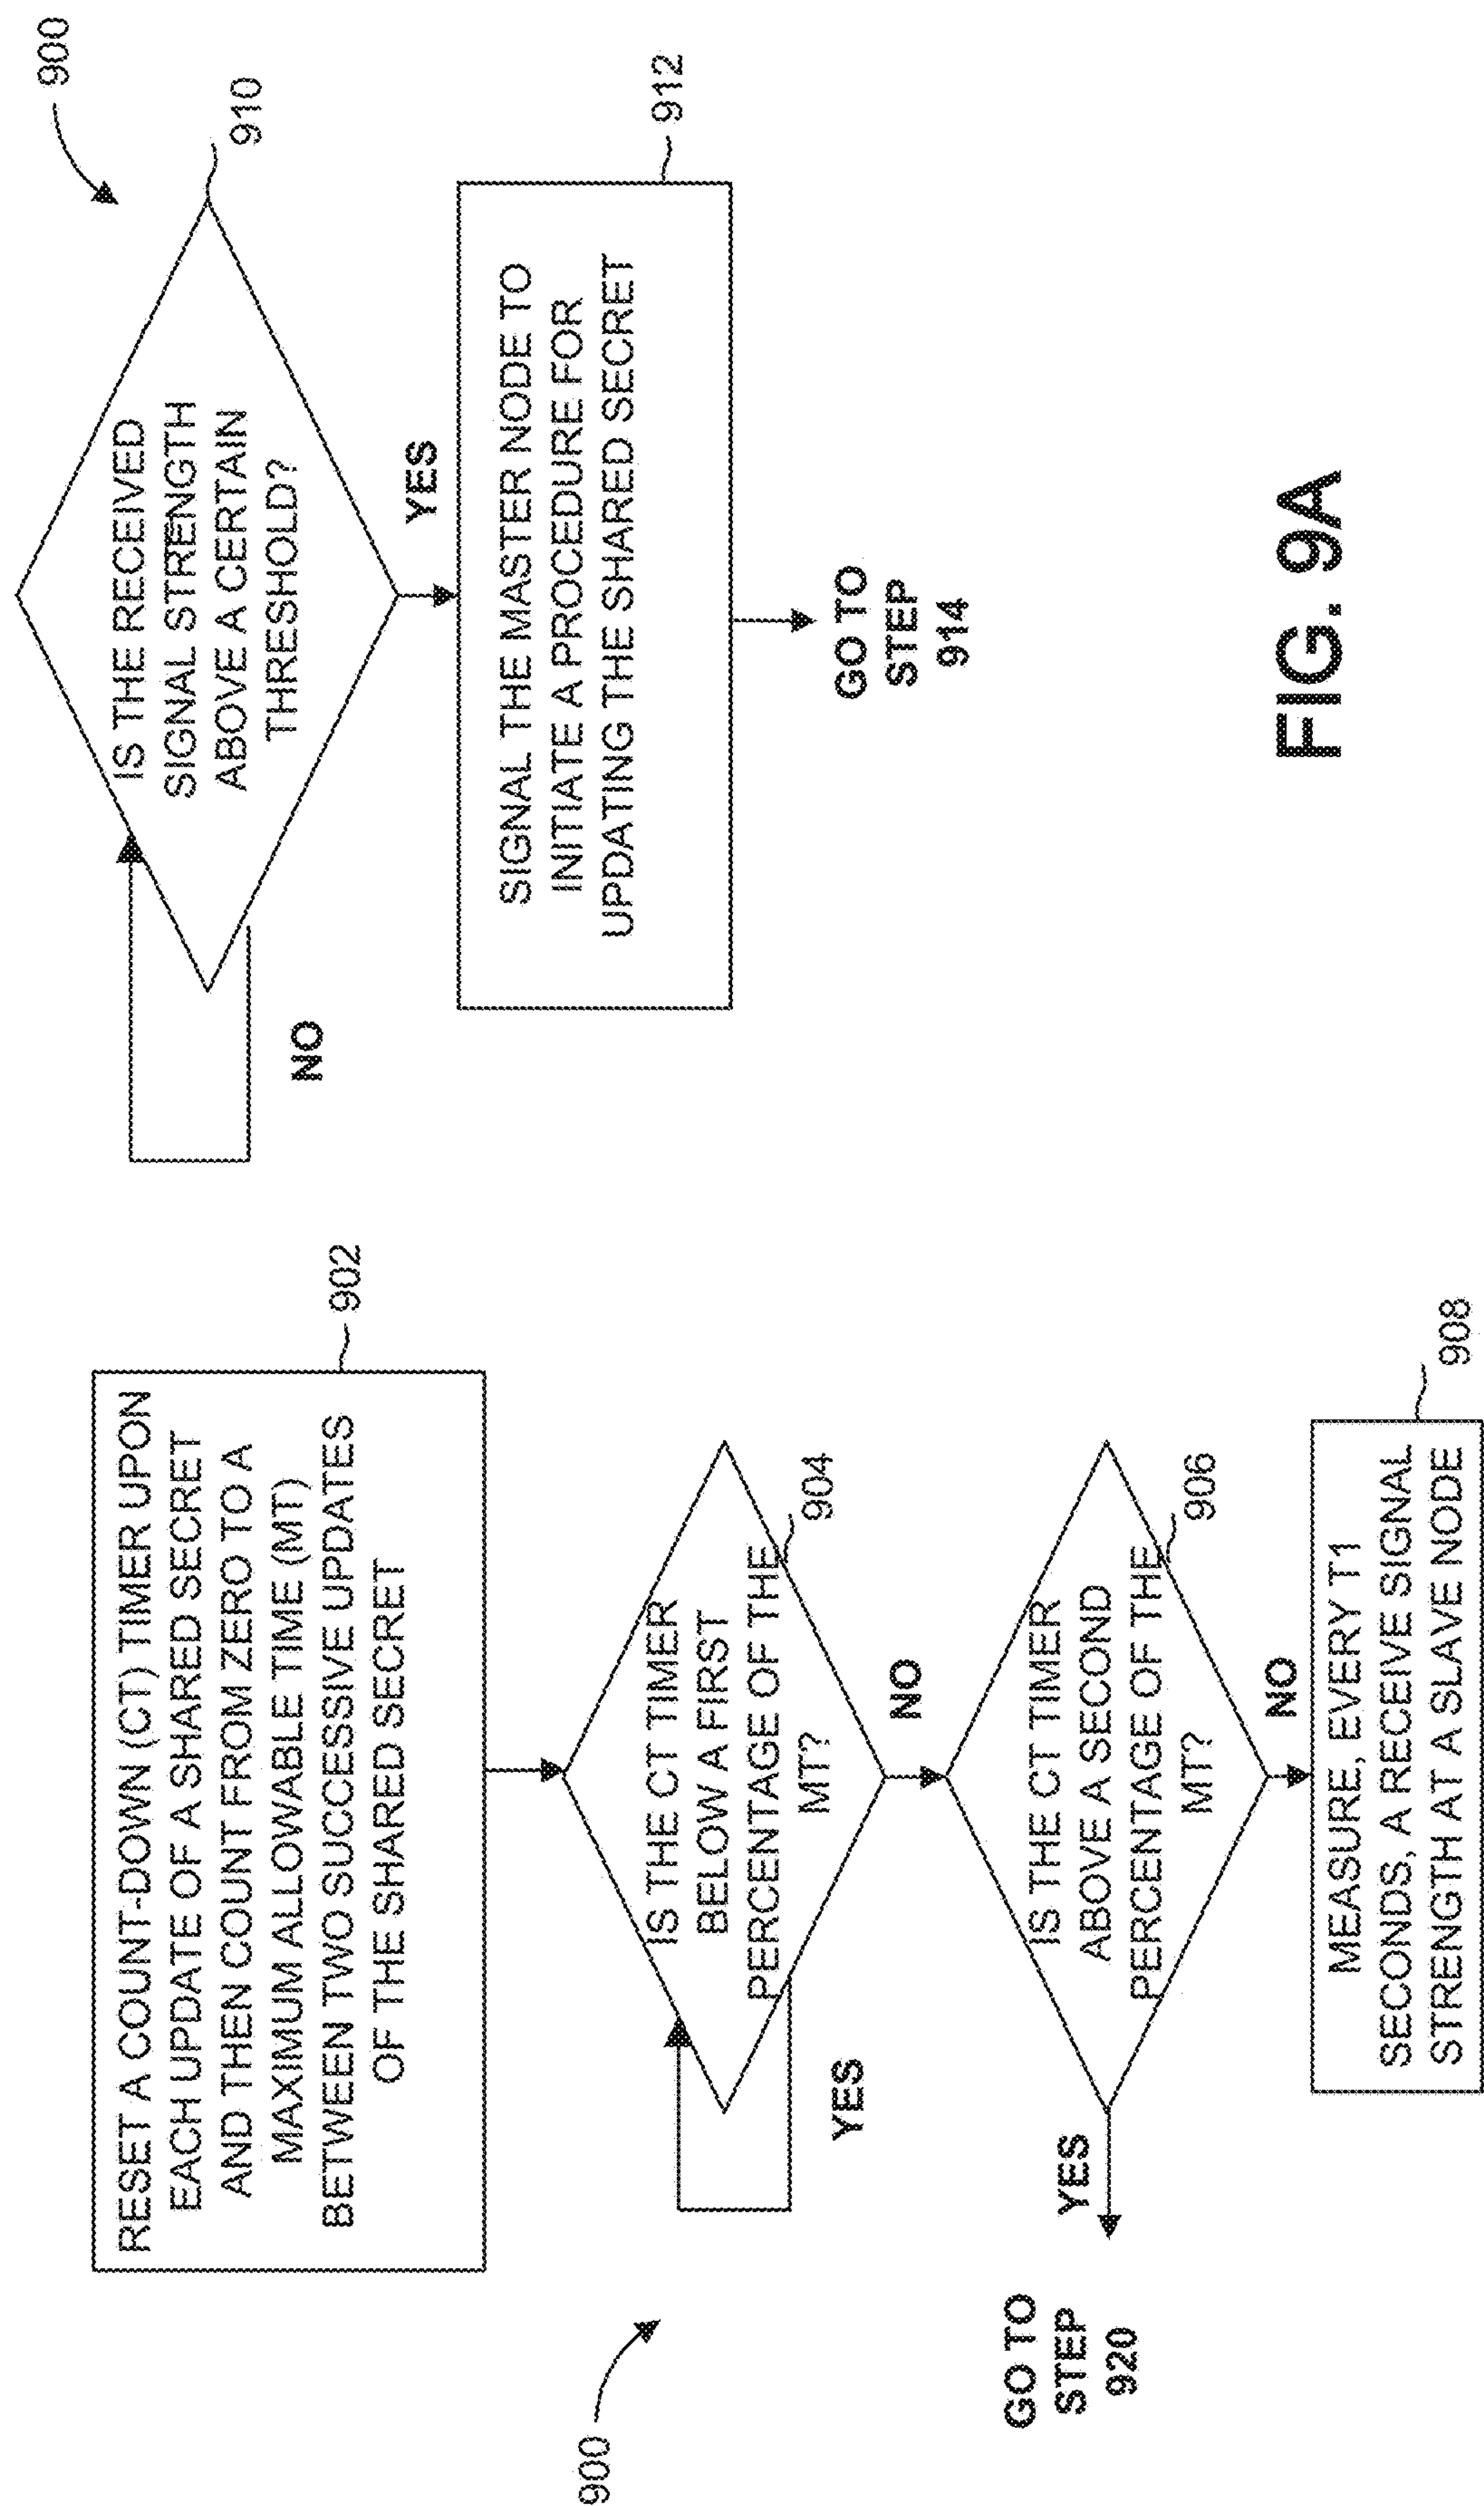 900
RESET A COUNT-DOWN (CT) TIMER UPON
EACH UPDATE OF A SHARED SECRET
AND THEN COUNT FROM ZERO TO A
MAXIMUM ALLOWABLE TIME (MT)
BETWEEN TWO SUCCESSIVE UPDATES
OF THE SHARED SECRET
902
IS THE CT TIMER
BELOW A FIRST
PERCENTAGE OF THE
MT?
904
YES
NO
IS THE CT TIMER
ABOVE A SECOND
PERCENTAGE OF THE
MT?
906
YES
GO TO
STEP
920
NO
MEASURE, EVERY T1
SECONDS, A RECEIVE SIGNAL
STRENGTH AT A SLAVE NODE
908
900
IS THE RECEIVED
SIGNAL STRENGTH
ABOVE A CERTAIN
THRESHOLD?
910
NO
YES
SIGNAL THE MASTER NODE TO
INITIATE A PROCEDURE FOR
UPDATING THE SHARED SECRET
912
GO TO
STEP
914
FIG. 9A